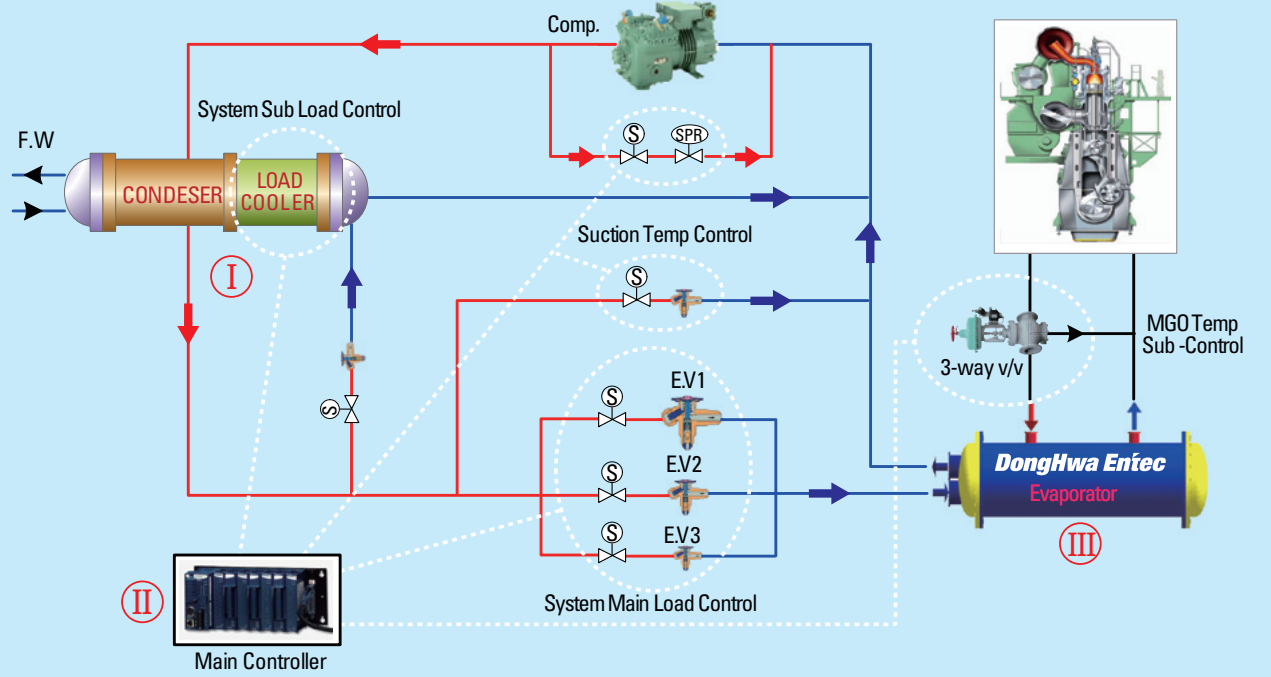 Comp.
System Sub Load Control
F.W
S
SPR
CONDESER
LOAD
COOLER
Suction Temp Control
I
S
MGO Temp
Sub -Control
3-way v/v
E.V1
S
S
DongHwa Entec
E.V2
S
Evaporator
E.V3
S
III
II
System Main Load Control
Main Controller